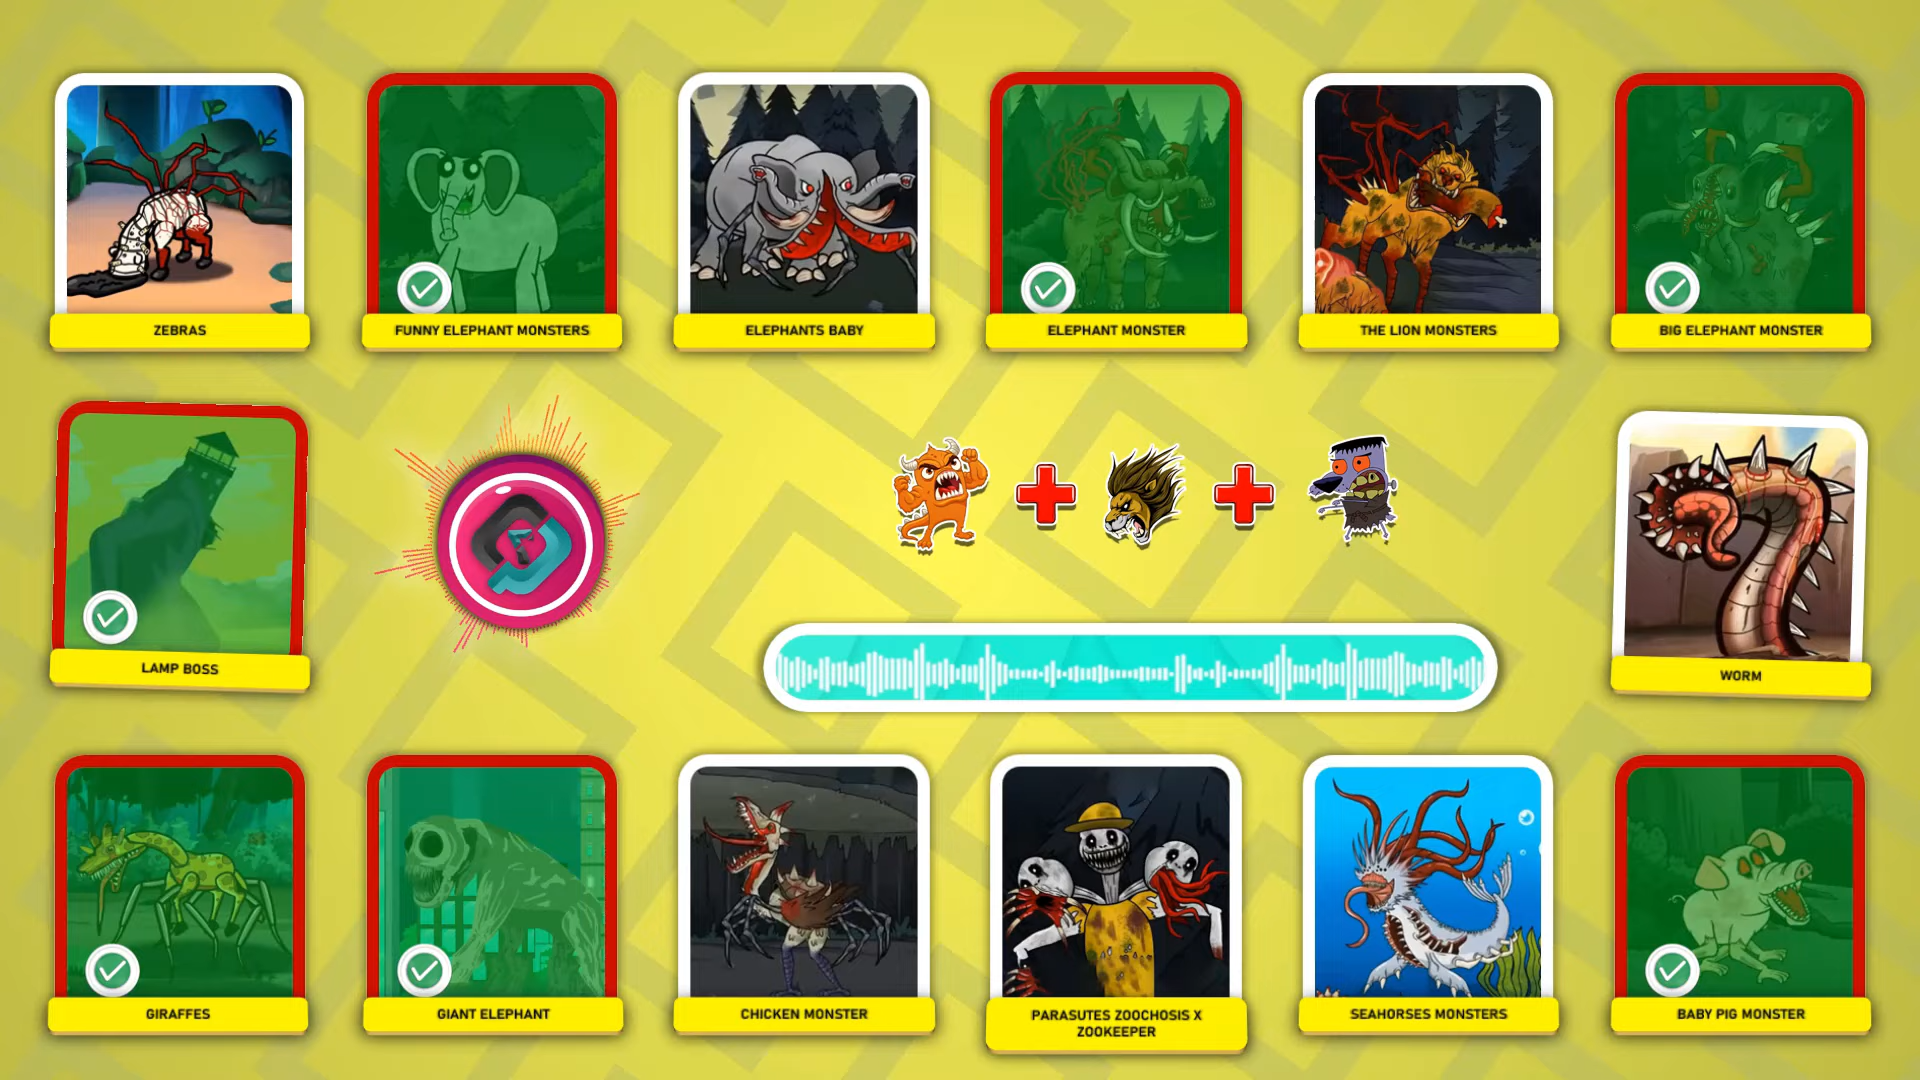 ZEBRAS
FUNNY ELEPHANT MONSTERS
ELEPHANTS BABY
ELEPHANT MONSTER
THE LION MONSTERS
BIG ELEPHANT MONSTER
LAMP BOSS
WORM
GIRAFFES
GIANT ELEPHANT
CHICKEN MONSTER
PARASUTES ZOOCHOSIS X
ZOOKEEPER
SEAHORSES MONSTERS
BABY PIG MONSTER